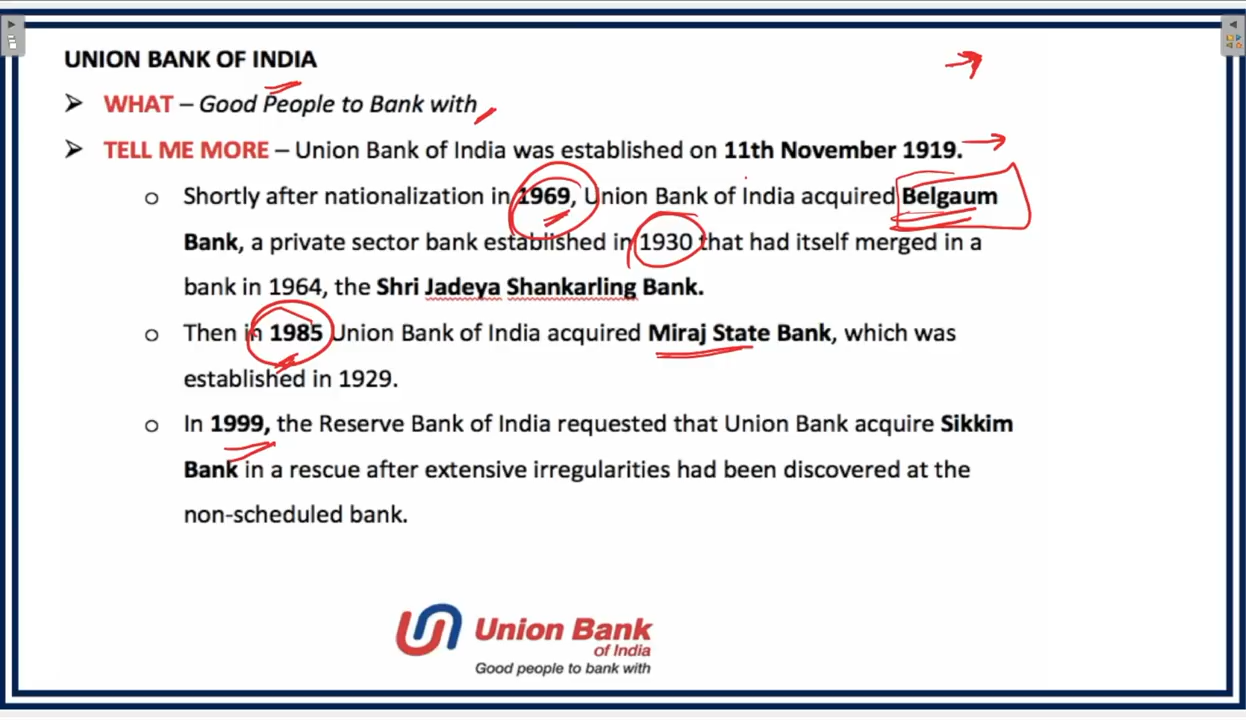 UNION BANK OF INDIA
➤ WHAT – Good People to Bank with
➤ TELL ME MORE – Union Bank of India was established on 11th November 1919.
o Shortly after nationalization in 1969, Union Bank of India acquired Belgaum
Bank, a private sector bank established in 1930 that had itself merged in a
bank in 1964, the Shri Jadeya Shankarling Bank.
o Then in 1985 Union Bank of India acquired Miraj State Bank, which was
established in 1929.
o In 1999, the Reserve Bank of India requested that Union Bank acquire Sikkim
Bank in a rescue after extensive irregularities had been discovered at the
non-scheduled bank.
Union Bank
of India
Good people to bank with